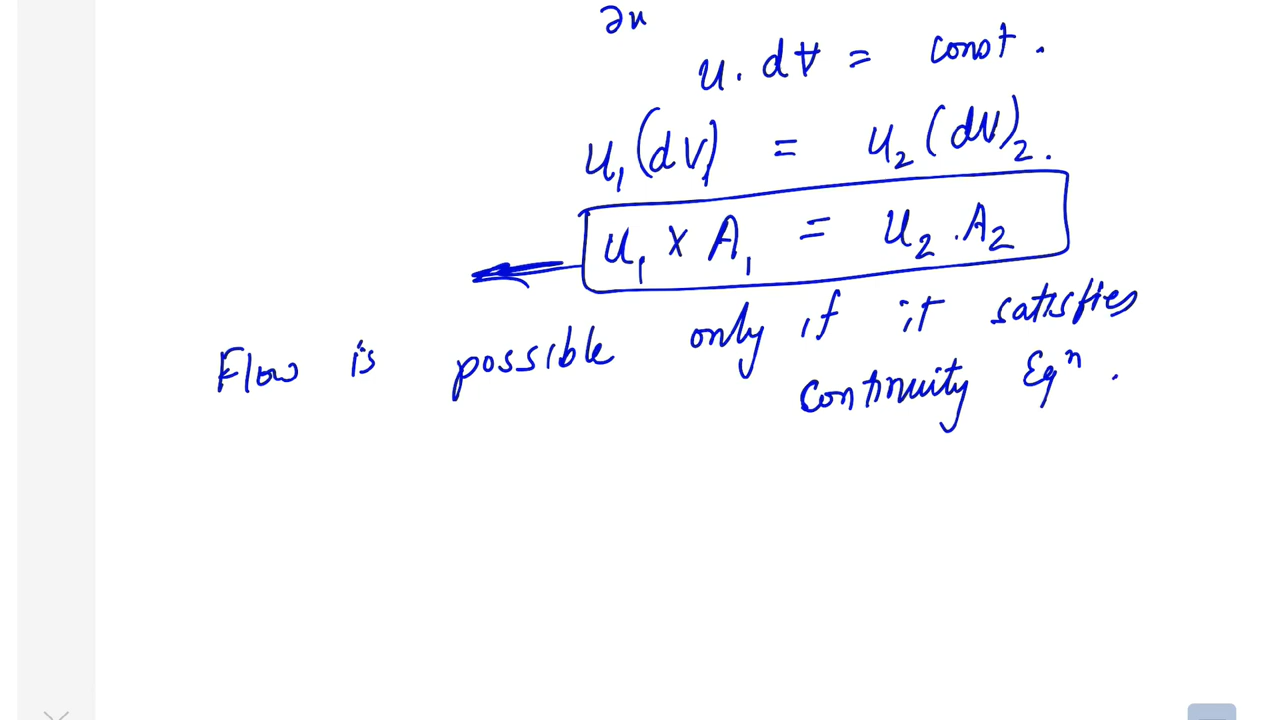 ∂x
u. dV = const.
u₁(dV)₁ = u₂(dV)₂.
u₁ × A₁ = u₂ . A₂
Flow is possible only if it satisfies
continuity Eqⁿ.